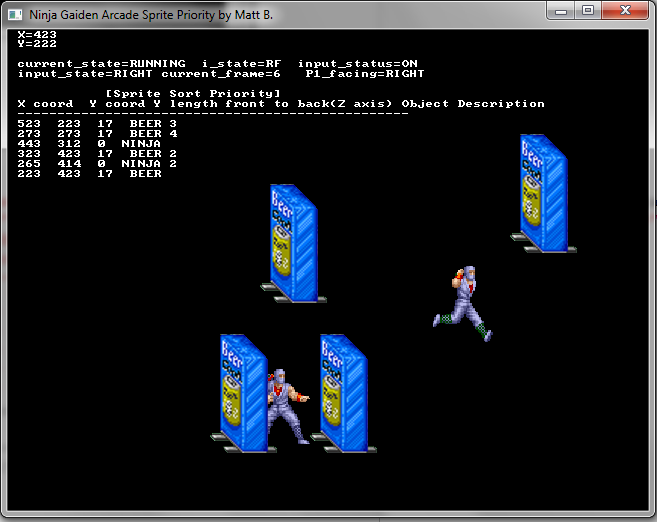 Ninja Gaiden Arcade Sprite Priority by Matt B.
X=423
Y=222
current_state=RUNNING i_state=RF input_status=ON
input_state=RIGHT current_frame=6 P1_facing=RIGHT
[Sprite Sort Priority]
X coord Y coord Y length front to back(Z axis) Object Description
--------------------------------------------------
523 223 17 BEER 3
273 273 17 BEER 4
443 312 0 NINJA
323 423 17 BEER 2
265 414 0 NINJA 2
223 423 17 BEER
Beer
Beer
Beer
Beer